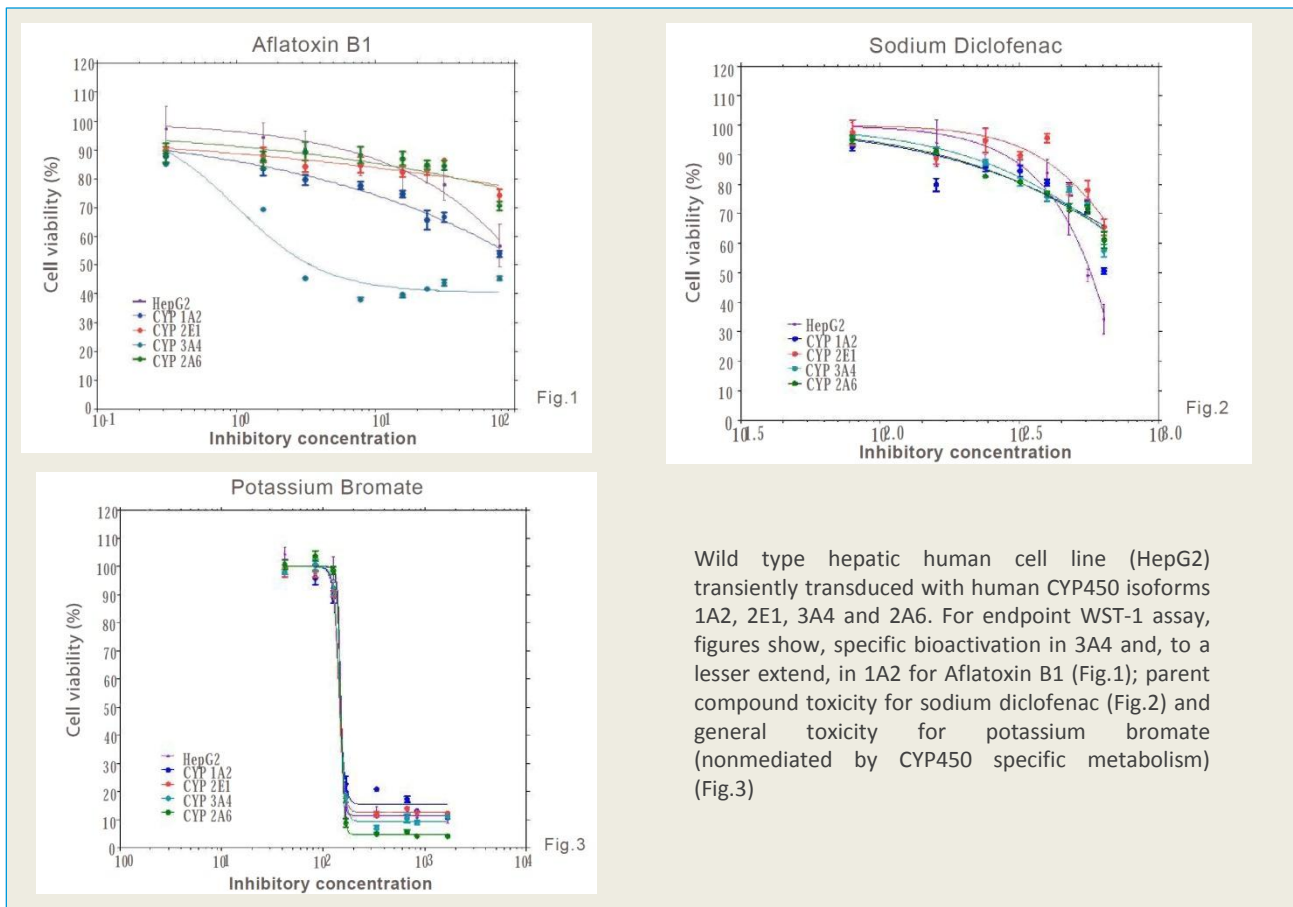 Aflatoxin B1
120
110
100
90
80
70
60
50
40
30
20
10
0
Cell viability (%)
HepG2
CYP 1A2
CYP 2E1
CYP 3A4
CYP 2A6
10-1
100
101
102
Inhibitory concentration
Fig.1
Sodium Diclofenac
120
110
100
90
80
70
60
50
40
30
20
10
0
Cell viability (%)
HepG2
CYP 1A2
CYP 2E1
CYP 3A4
CYP 2A6
101.5
102.0
102.5
103.0
Inhibitory concentration
Fig.2
Potassium Bromate
120
110
100
90
80
70
60
50
40
30
20
10
0
Cell viability (%)
HepG2
CYP 1A2
CYP 2E1
CYP 3A4
CYP 2A6
100
101
102
103
104
Inhibitory concentration
Fig.3
Wild type hepatic human cell line (HepG2)
transiently transduced with human CYP450 isoforms
1A2, 2E1, 3A4 and 2A6. For endpoint WST-1 assay,
figures show, specific bioactivation in 3A4 and, to a
lesser extend, in 1A2 for Aflatoxin B1 (Fig.1); parent
compound toxicity for sodium diclofenac (Fig.2) and
general toxicity for potassium bromate
(nonmediated by CYP450 specific metabolism)
(Fig.3)